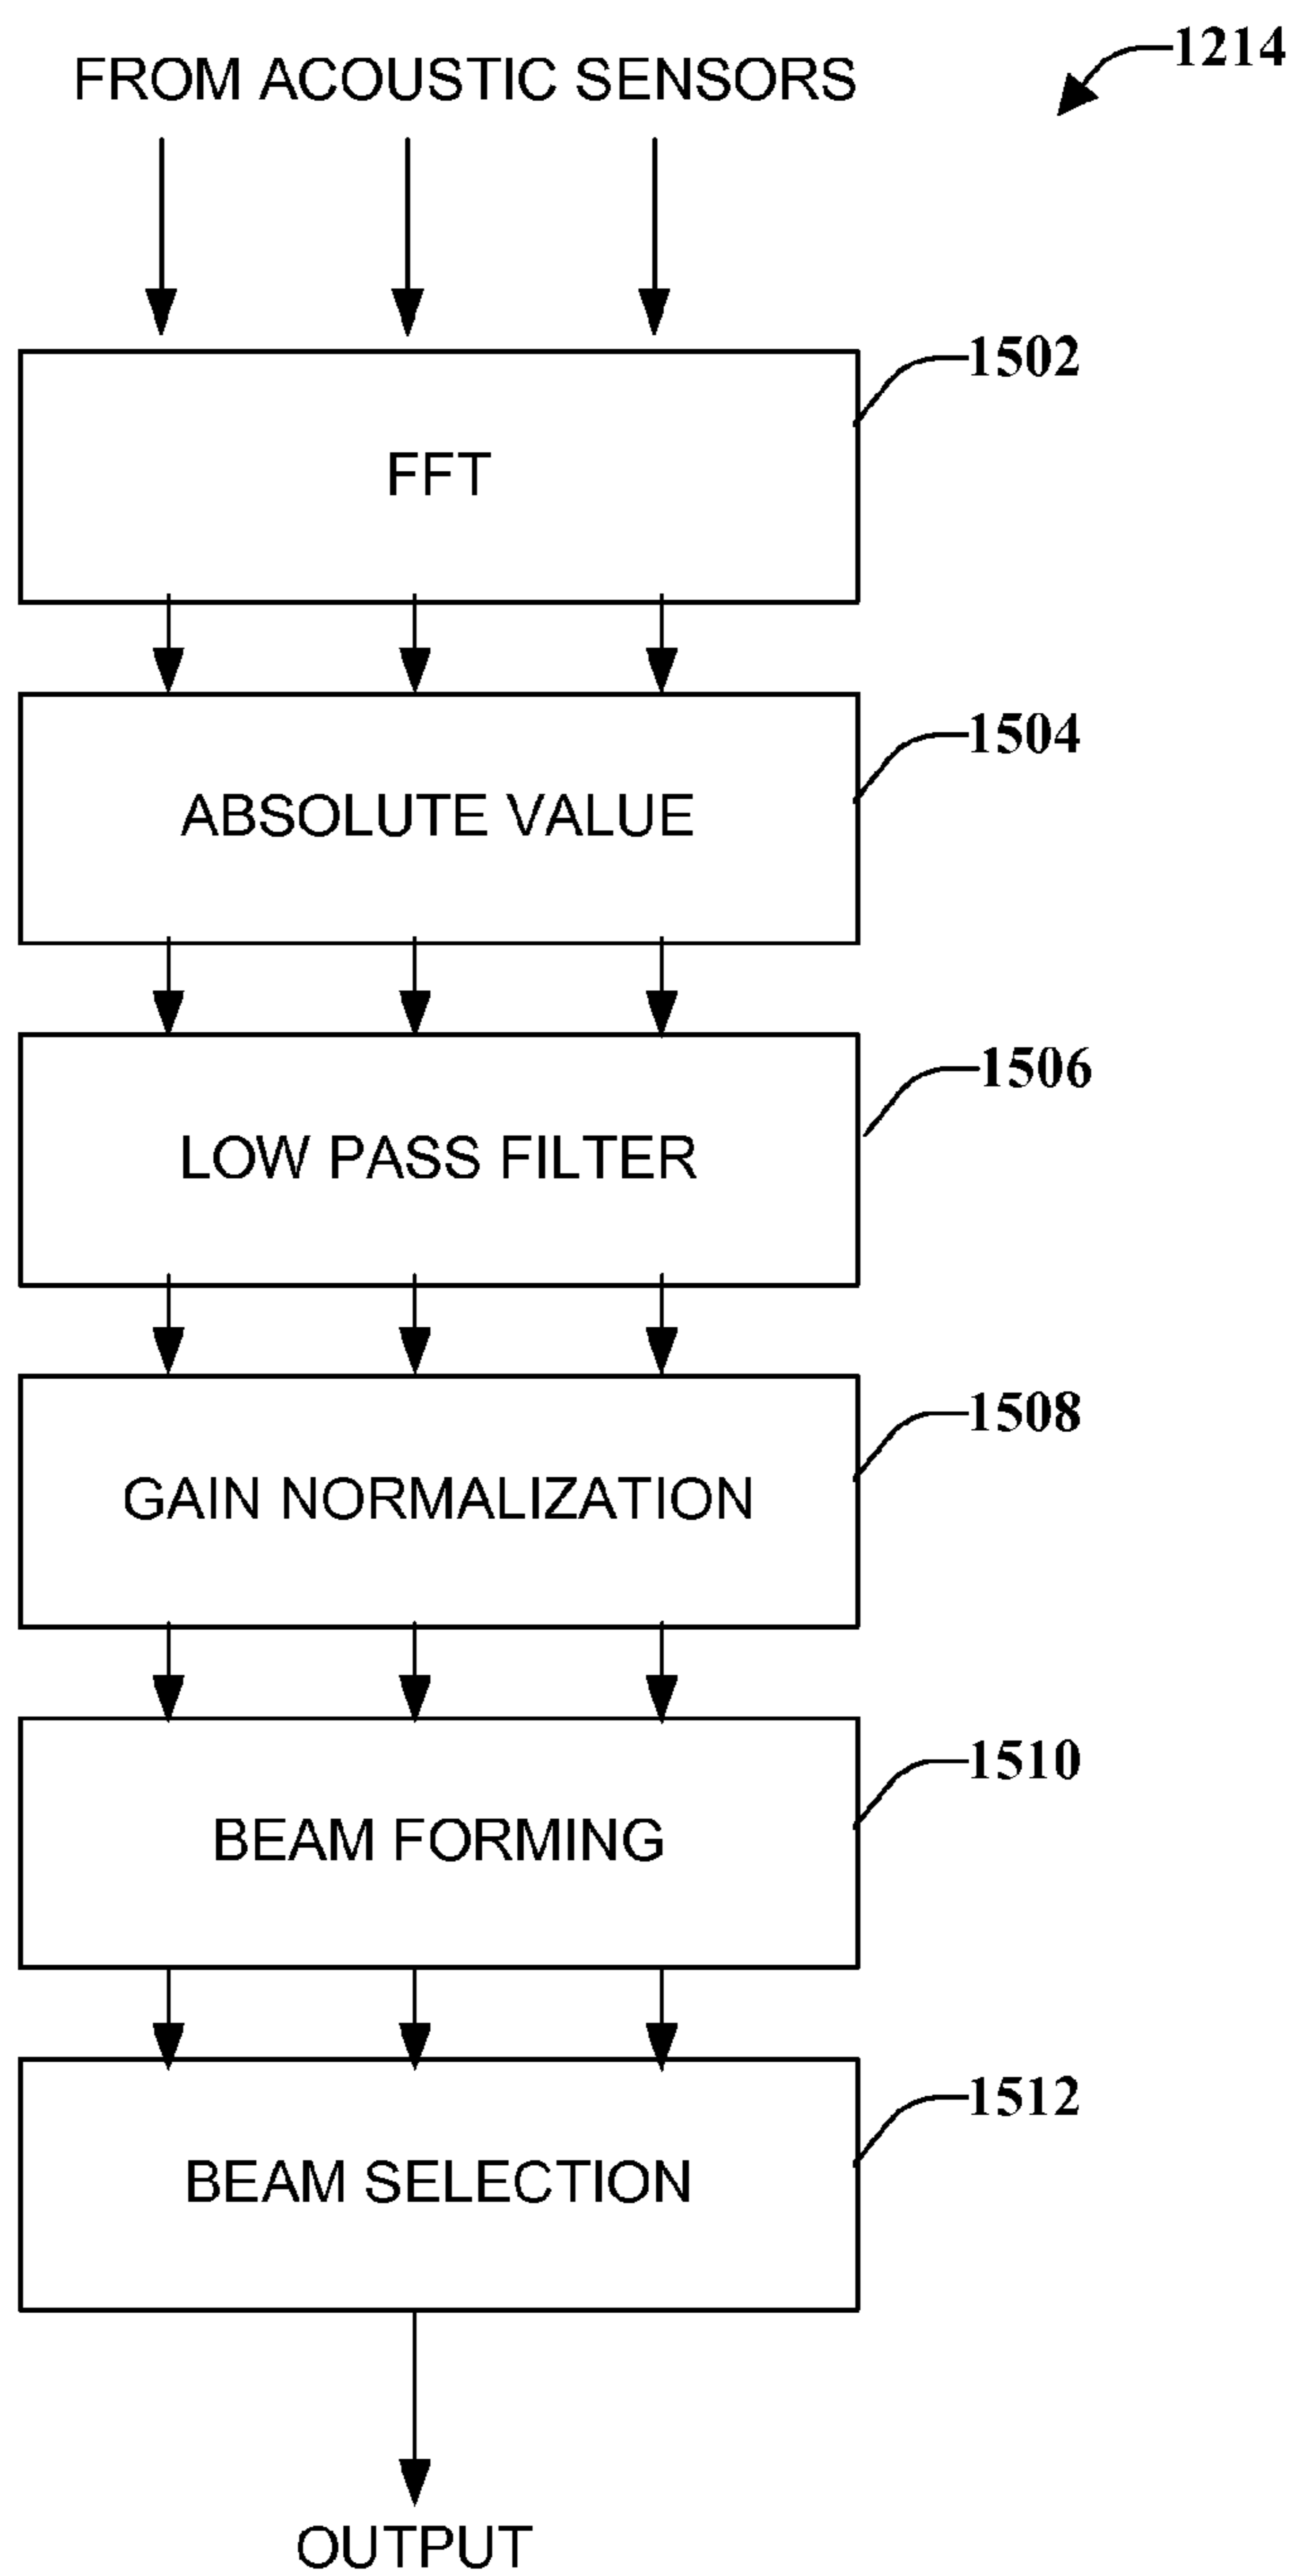 1214
FROM ACOUSTIC SENSORS
1502
FFT
1504
ABSOLUTE VALUE
1506
LOW PASS FILTER
1508
GAIN NORMALIZATION
1510
BEAM FORMING
1512
BEAM SELECTION
OUTPUT